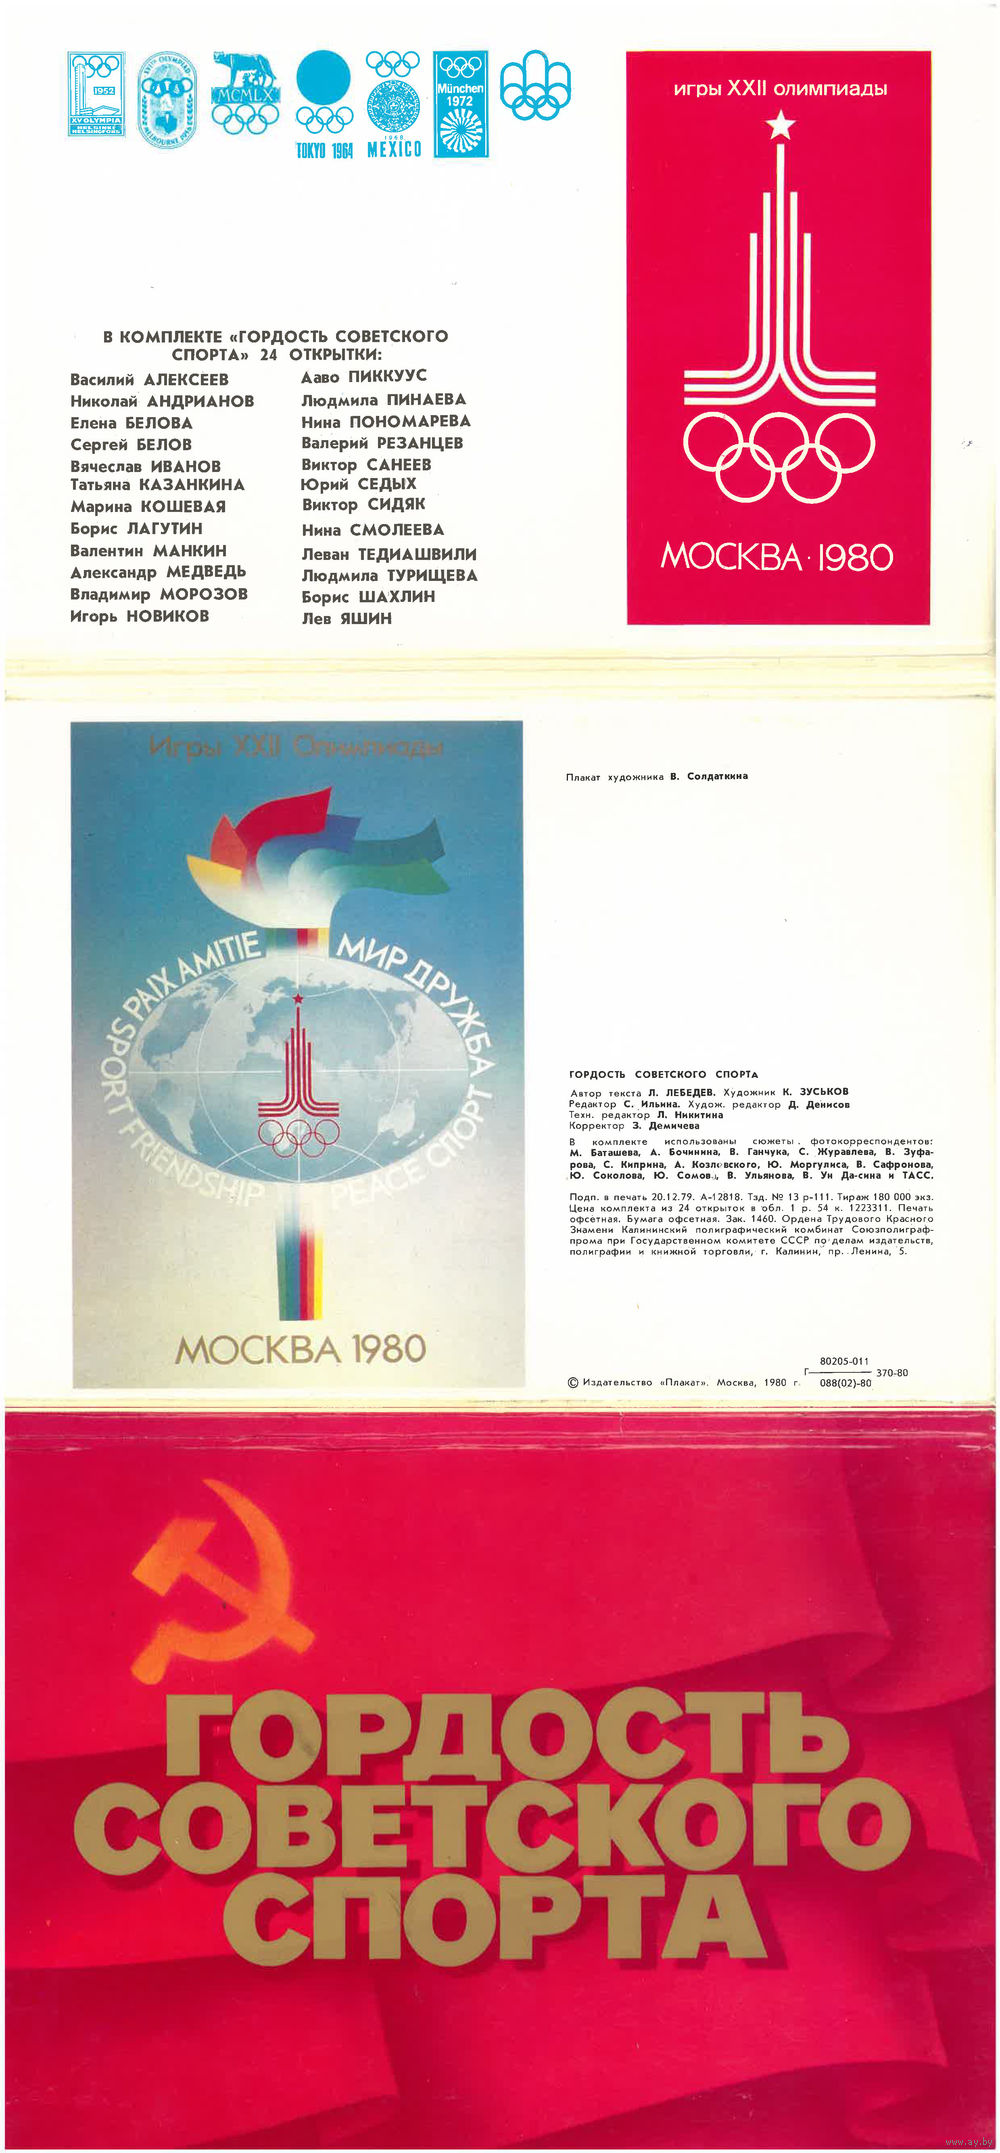 1952
XV OLYMPIA
HELSINKI
HELSINGFORS
XVIth OLYMPIAD
MELBOURNE 1956
MCMLX
TOKYO 1964
1968
MEXICO
München
1972
игры XXII олимпиады
МОСКВА · 1980
В КОМПЛЕКТЕ «ГОРДОСТЬ СОВЕТСКОГО
СПОРТА» 24 ОТКРЫТКИ:
Василий АЛЕКСЕЕВ
Николай АНДРИАНОВ
Елена БЕЛОВА
Сергей БЕЛОВ
Вячеслав ИВАНОВ
Татьяна КАЗАНКИНА
Марина КОШЕВАЯ
Борис ЛАГУТИН
Валентин МАНКИН
Александр МЕДВЕДЬ
Владимир МОРОЗОВ
Игорь НОВИКОВ
Ааво ПИККУУС
Людмила ПИНАЕВА
Нина ПОНОМАРЕВА
Валерий РЕЗАНЦЕВ
Виктор САНЕЕВ
Юрий СЕДЫХ
Виктор СИДЯК
Нина СМОЛЕЕВА
Леван ТЕДИАШВИЛИ
Людмила ТУРИЩЕВА
Борис ШАХЛИН
Лев ЯШИН
Игры XXII Олимпиады
SPORT PAIX AMITIE
МИР ДРУЖБА СПОРТ
SPORT FRIENDSHIP PEACE
МОСКВА 1980
Плакат художника В. Солдаткина
ГОРДОСТЬ СОВЕТСКОГО СПОРТА
Автор текста Л. ЛЕБЕДЕВ. Художник К. ЗУСЬКОВ
Редактор С. Ильина. Худож. редактор Д. Денисов
Техн. редактор Л. Никитина
Корректор З. Демичева
В комплекте использованы сюжеты фотокорреспондентов:
М. Баташева, А. Бочинина, В. Ганчука, С. Журавлева, В. Зуфа-
рова, С. Киприна, А. Козловского, Ю. Моргулиса, В. Сафронова,
Ю. Соколова, Ю. Сомова, В. Ульянова, В. Ун Да-сина и ТАСС.
Подп. в печать 20.12.79. А-12818. Тзд. № 13 р-111. Тираж 180 000 экз.
Цена комплекта из 24 открыток в обл. 1 р. 54 к. 1223311. Печать
офсетная. Бумага офсетная. Зак. 1460. Ордена Трудового Красного
Знамени Калининский полиграфический комбинат Союзполиграф-
прома при Государственном комитете СССР по делам издательств,
полиграфии и книжной торговли, г. Калинин, пр. Ленина, 5.
80205-011
Г 370-80
088(02)-80
© Издательство «Плакат». Москва, 1980 г.
ГОРДОСТЬ
СОВЕТСКОГО
СПОРТА
www.ay.by